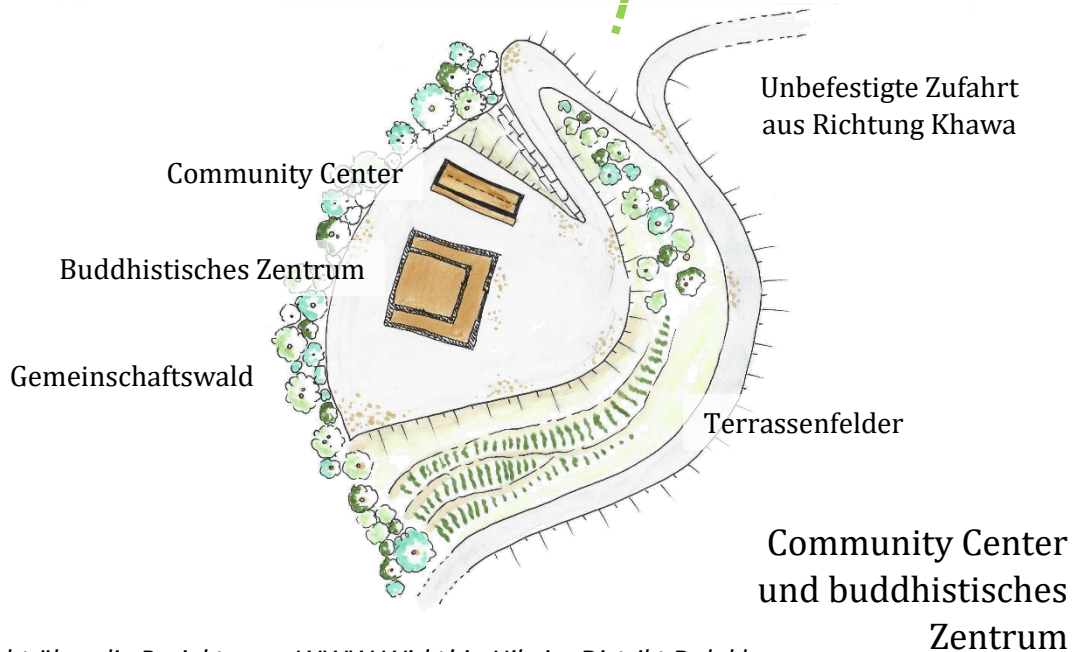 Unbefestigte Zufahrt
aus Richtung Khawa
Community Center
Buddhistisches Zentrum
Gemeinschaftswald
Terrassenfelder
Community Center
und buddhistisches
Zentrum